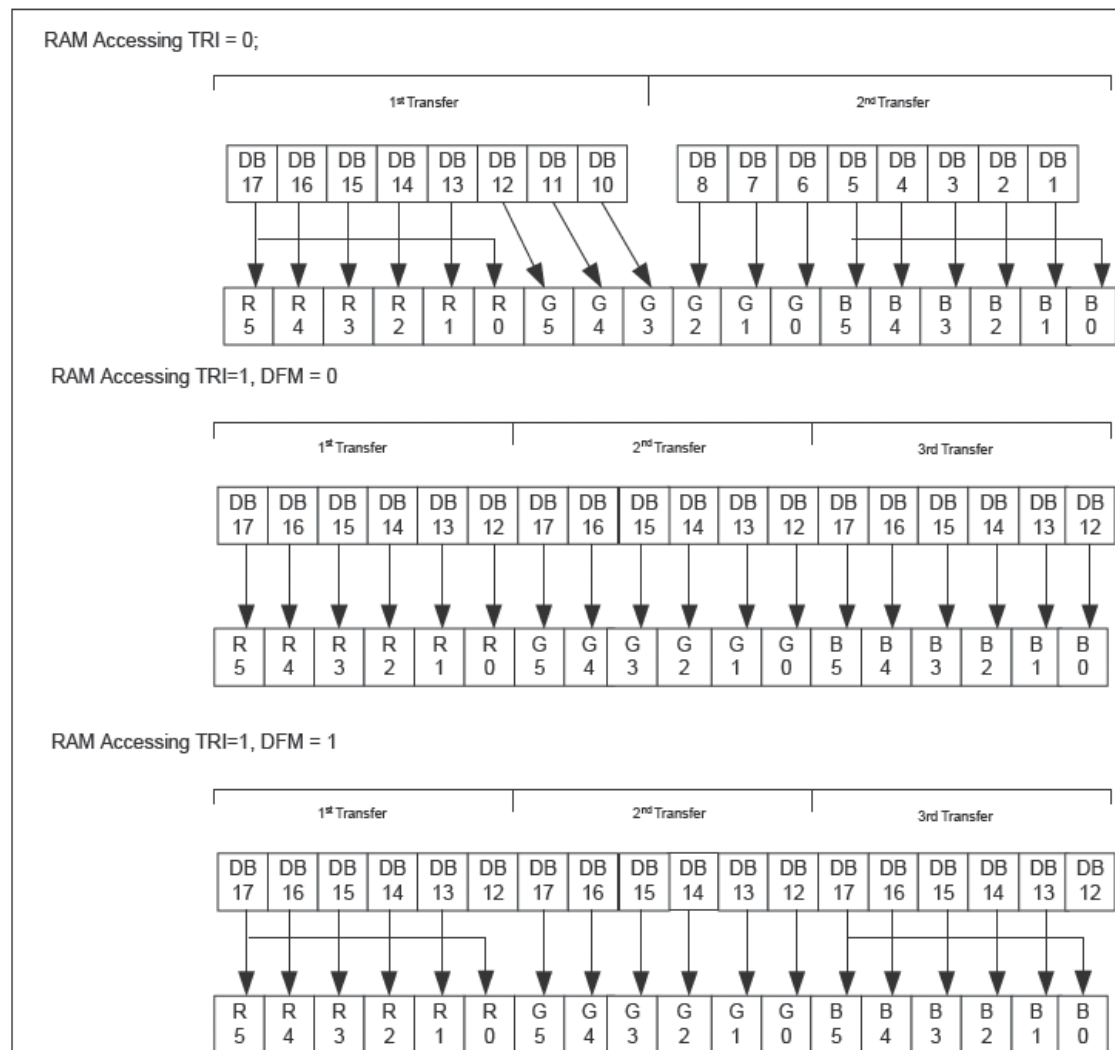 RAM Accessing TRI = 0;
1st Transfer 2nd Transfer
DB DB DB DB DB DB DB DB DB DB DB DB DB DB DB DB
17 16 15 14 13 12 11 10 8 7 6 5 4 3 2 1
R R R R R R G G G G G G B B B B B B
5 4 3 2 1 0 5 4 3 2 1 0 5 4 3 2 1 0
RAM Accessing TRI=1, DFM = 0
1st Transfer 2nd Transfer 3rd Transfer
DB DB DB DB DB DB DB DB DB DB DB DB DB DB DB DB DB DB
17 16 15 14 13 12 17 16 15 14 13 12 17 16 15 14 13 12
R R R R R R G G G G G G B B B B B B
5 4 3 2 1 0 5 4 3 2 1 0 5 4 3 2 1 0
RAM Accessing TRI=1, DFM = 1
1st Transfer 2nd Transfer 3rd Transfer
DB DB DB DB DB DB DB DB DB DB DB DB DB DB DB DB DB DB
17 16 15 14 13 12 17 16 15 14 13 12 17 16 15 14 13 12
R R R R R R G G G G G G B B B B B B
5 4 3 2 1 0 5 4 3 2 1 0 5 4 3 2 1 0